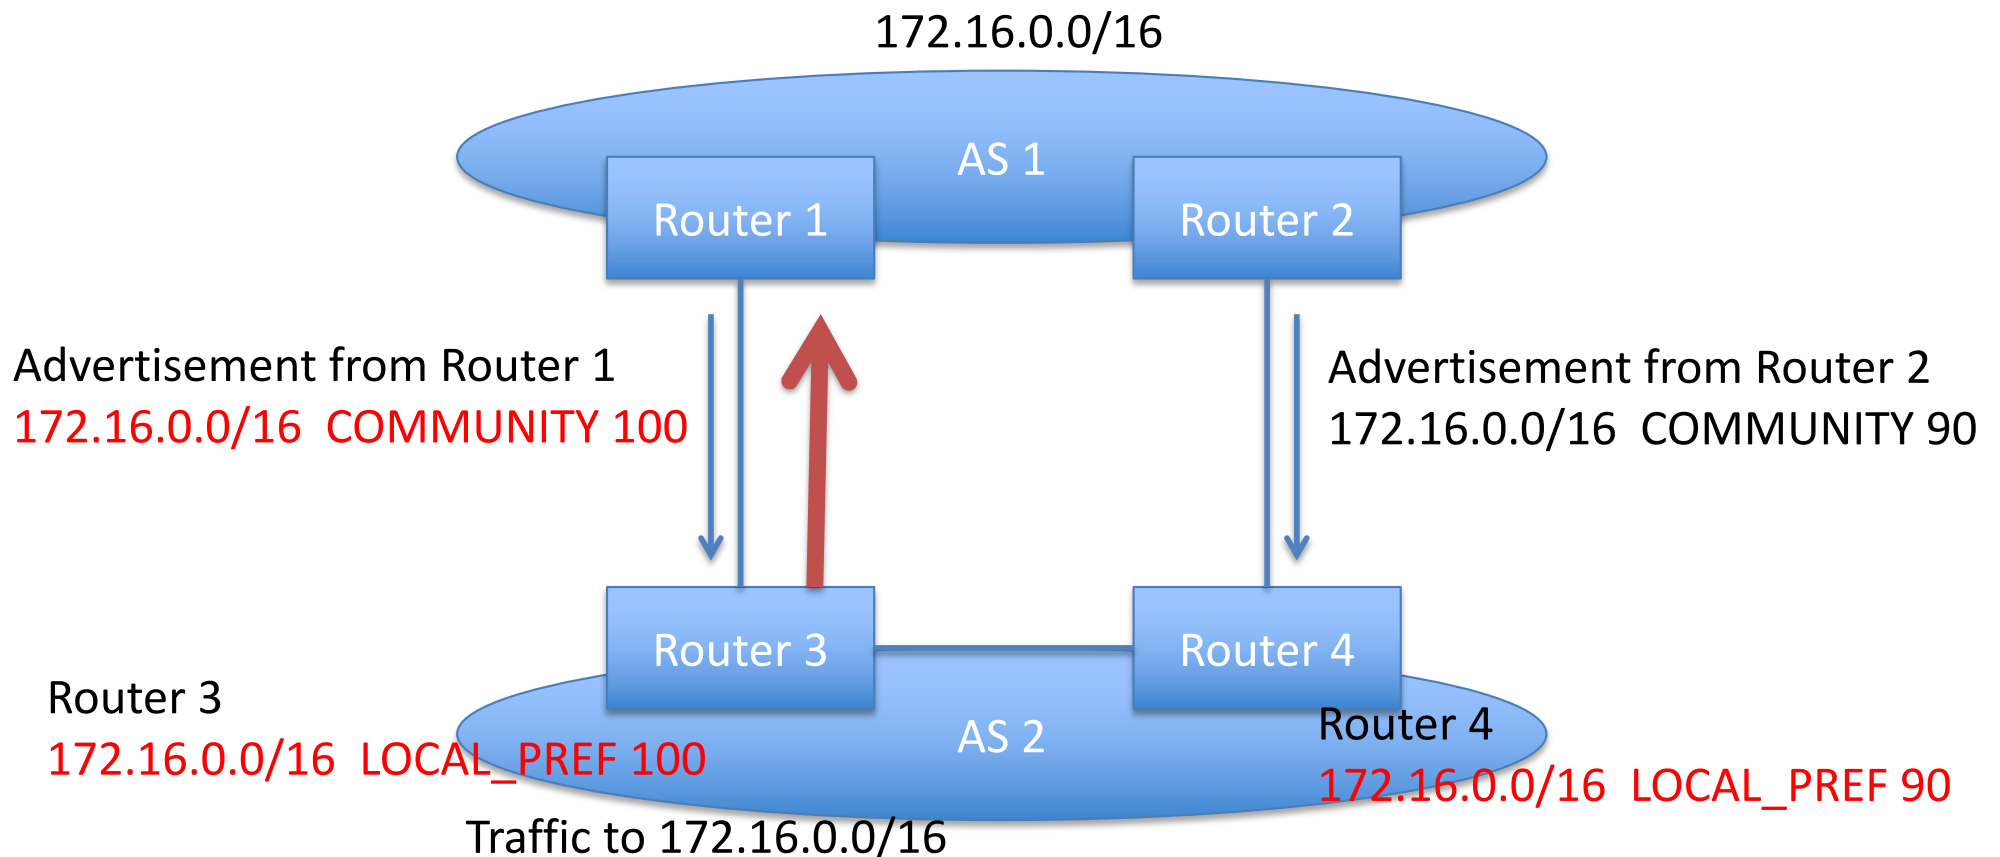 172.16.0.0/16
AS 1
Router 1
Router 2
Advertisement from Router 1
172.16.0.0/16  COMMUNITY 100
Advertisement from Router 2
172.16.0.0/16  COMMUNITY 90
Router 3
Router 4
Router 3
172.16.0.0/16  LOCAL_PREF 100
AS 2
Router 4
172.16.0.0/16  LOCAL_PREF 90
Traffic to 172.16.0.0/16